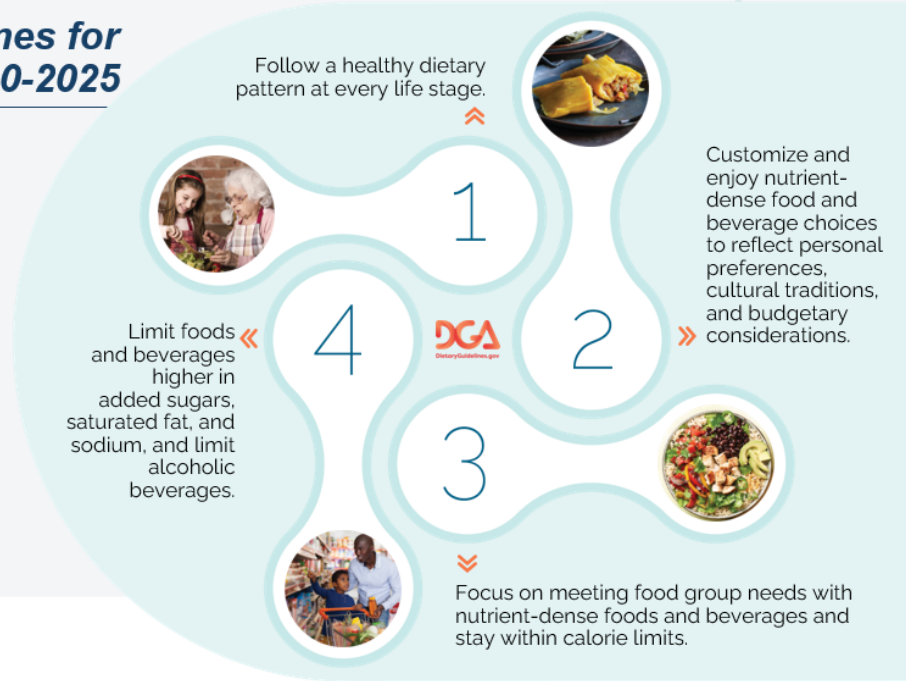 nes for
0-2025
Follow a healthy dietary
pattern at every life stage.
1
2
Customize and
enjoy nutrient-
dense food and
beverage choices
to reflect personal
preferences,
cultural traditions,
and budgetary
considerations.
4
Limit foods
and beverages
higher in
added sugars,
saturated fat, and
sodium, and limit
alcoholic
beverages.
DGA
DietaryGuidelines.gov
3
Focus on meeting food group needs with
nutrient-dense foods and beverages and
stay within calorie limits.